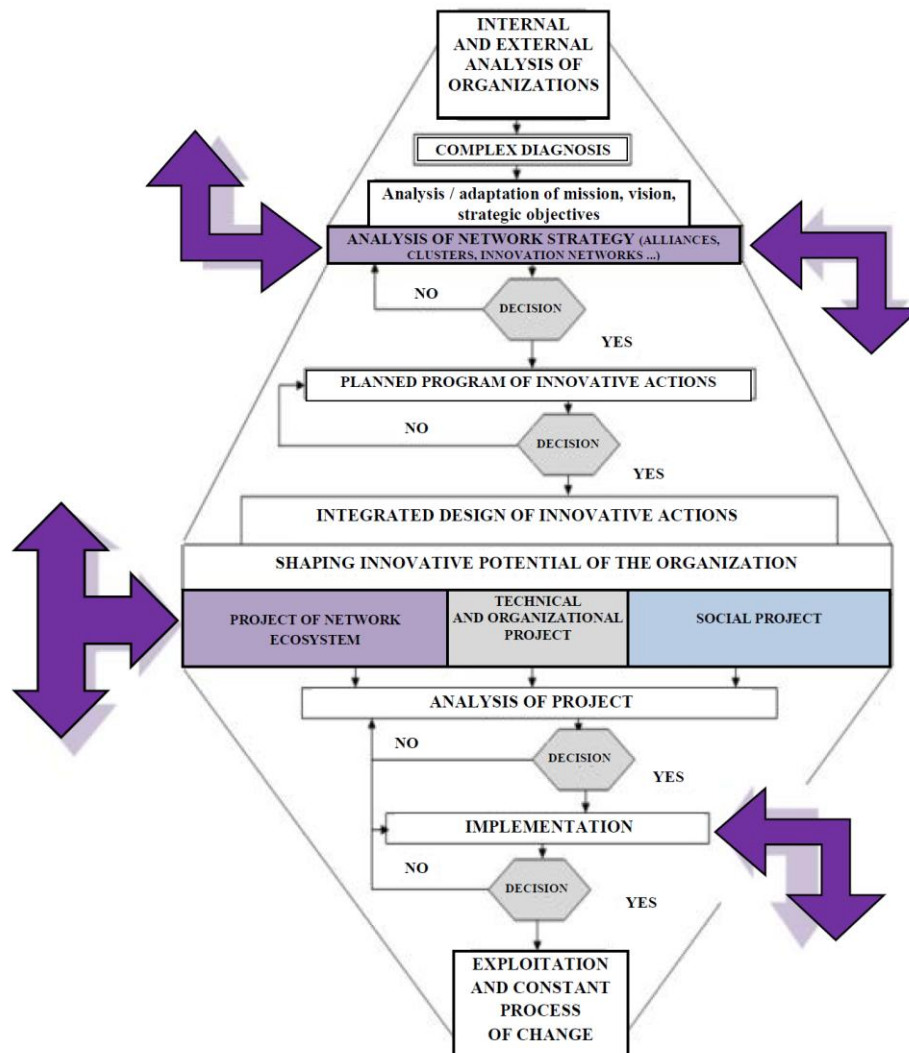 INTERNAL
AND EXTERNAL
ANALYSIS OF
ORGANIZATIONS
COMPLEX DIAGNOSIS
Analysis / adaptation of mission, vision,
strategic objectives
ANALYSIS OF NETWORK STRATEGY (ALLIANCES,
CLUSTERS, INNOVATION NETWORKS ...)
NO
DECISION
YES
PLANNED PROGRAM OF INNOVATIVE ACTIONS
NO
DECISION
YES
INTEGRATED DESIGN OF INNOVATIVE ACTIONS
SHAPING INNOVATIVE POTENTIAL OF THE ORGANIZATION
PROJECT OF NETWORK
ECOSYSTEM
TECHNICAL
AND ORGANIZATIONAL
PROJECT
SOCIAL PROJECT
ANALYSIS OF PROJECT
NO
DECISION
YES
IMPLEMENTATION
NO
DECISION
YES
EXPLOITATION
AND CONSTANT
PROCESS
OF CHANGE